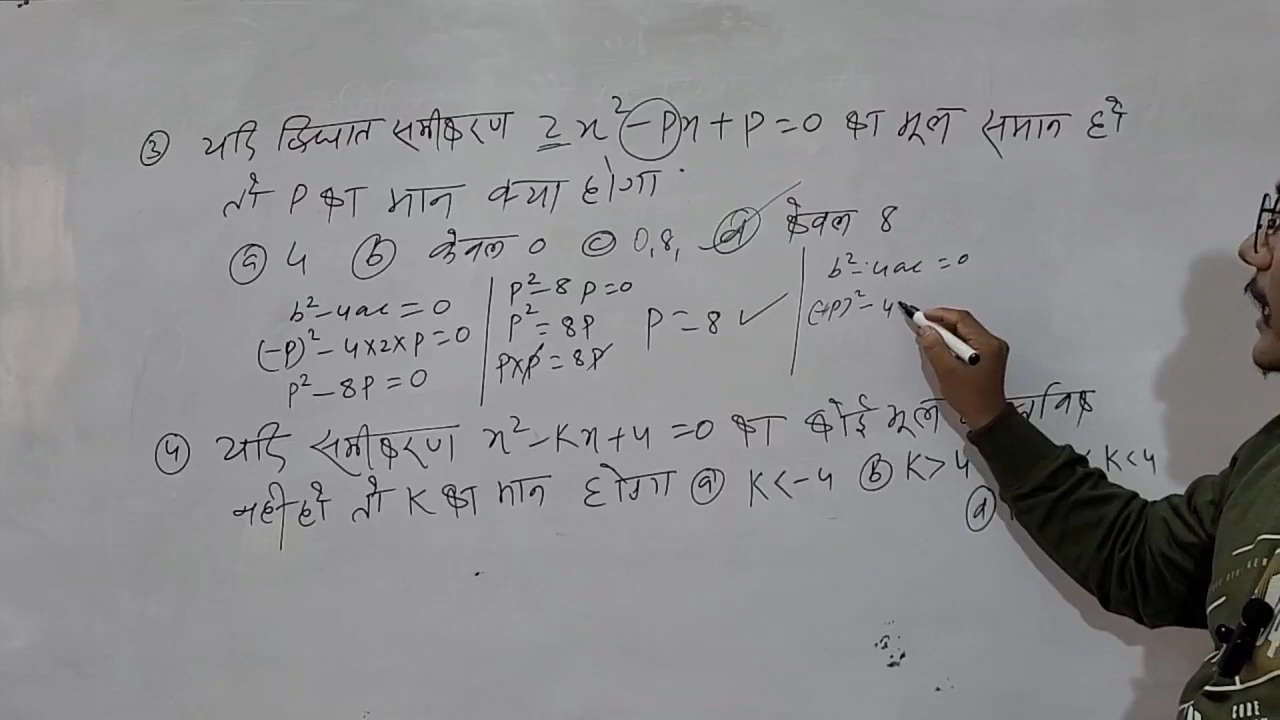 ③ यदि द्विघात समीकरण 2x²-Px+P=0 का मूल समान हो
तो P का मान क्या होगा
ⓐ 4 ⓑ केवल 0 ⓒ 0,8, ⓓ केवल 8
b²-4ac=0
(-P)²-4x2xP=0
P²-8P=0
P²-8P=0
P²=8P
PxP=8P
P=8 ✓
b²-4ac=0
(-P)²-4
④ यदि समीकरण x²-Kx+4=0 का कोई मूल
नही हो तो K का मान होगा ⓐ K<-4 ⓑ K>4 K<4
ⓓ
CODE